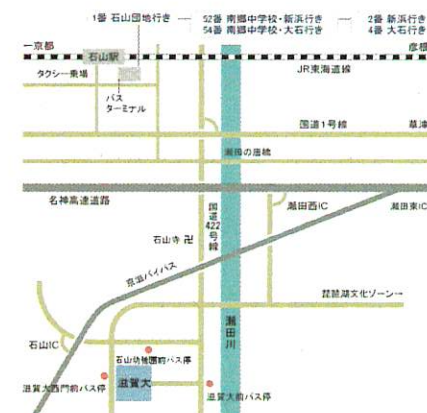 1番 石山団地行き ― 52番 南郷中学校・新浜行き ― 2番 新浜行き
54番 南郷中学校・大石行き 4番 大石行き
←京都 彦根
石山駅
タクシー乗場 JR東海道線
バス
ターミナル
国道1号線 草津
瀬田の唐橋
名神高速道路
国道422号線
瀬田西IC 瀬田東IC
石山寺 卍
京滋バイパス
琵琶湖文化ゾーン
瀬田川
石山IC
石山幼稚園前バス停
滋賀大
滋賀大西門前バス停 滋賀大前バス停